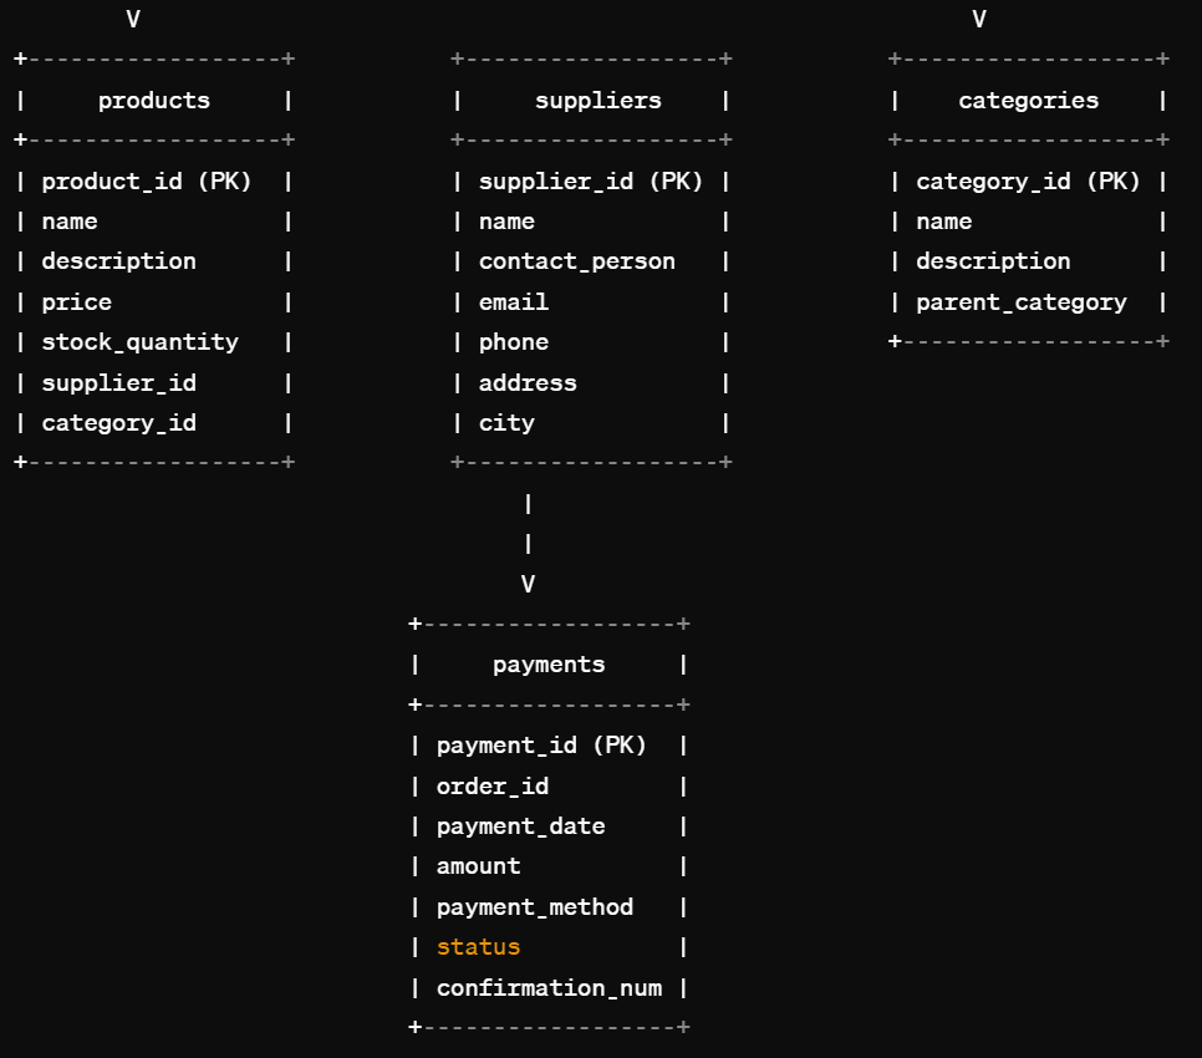 V                                                           V
+------------------+           +-------------------+           +------------------+
|     products     |           |     suppliers     |           |    categories    |
+------------------+           +-------------------+           +------------------+
| product_id (PK)  |           | supplier_id (PK)  |           | category_id (PK) |
| name             |           | name              |           | name             |
| description      |           | contact_person    |           | description      |
| price            |           | email             |           | parent_category  |
| stock_quantity   |           | phone             |           +------------------+
| supplier_id      |           | address           |
| category_id      |           | city              |
+------------------+           +-------------------+
                                    |
                                    |
                                    V
                            +------------------+
                            |     payments     |
                            +------------------+
                            | payment_id (PK)  |
                            | order_id         |
                            | payment_date     |
                            | amount           |
                            | payment_method   |
                            | status           |
                            | confirmation_num |
                            +------------------+